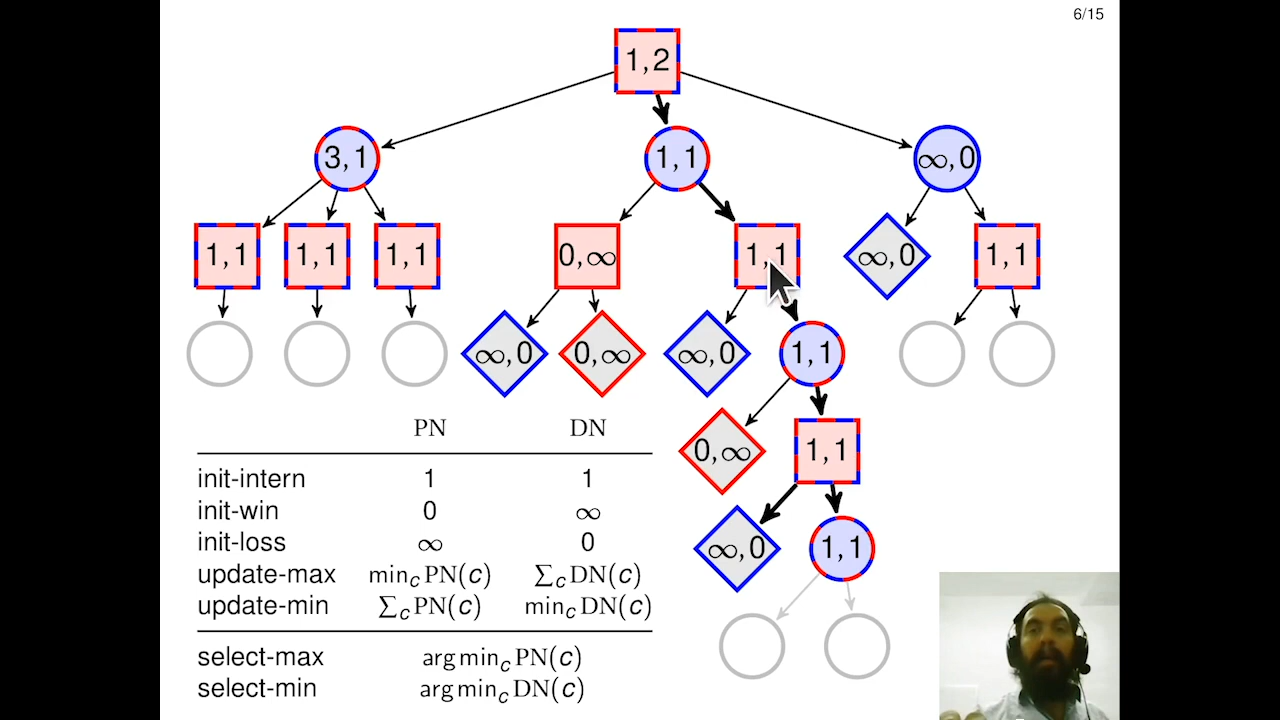 6/15
1, 2
3, 1
1, 1
∞, 0
1, 1
1, 1
1, 1
0, ∞
1, 1
∞, 0
1, 1
∞, 0
0, ∞
∞, 0
1, 1
0, ∞
1, 1
∞, 0
1, 1
PN DN
init-intern 1 1
init-win 0 ∞
init-loss ∞ 0
update-max min_c PN(c) ∑_c DN(c)
update-min ∑_c PN(c) min_c DN(c)
select-max arg min_c PN(c)
select-min arg min_c DN(c)